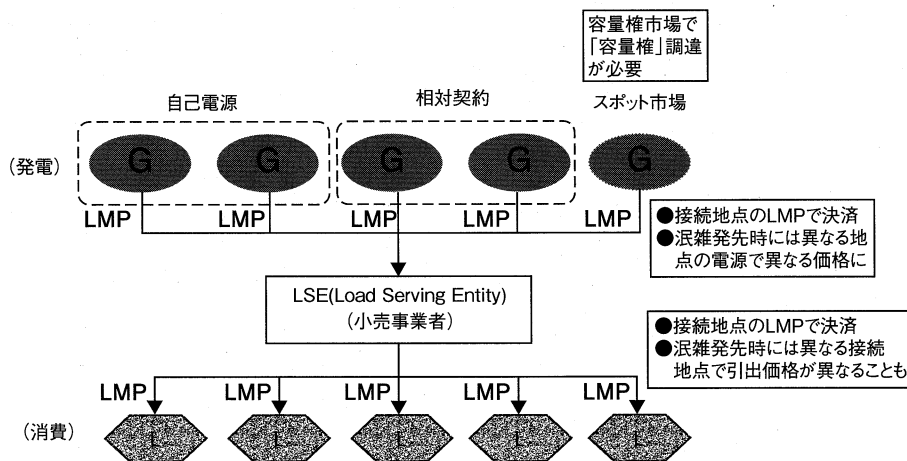 容量権市場で
「容量権」調達
が必要
自己電源
相対契約
スポット市場
(発電)
G
G
G
G
G
LMP
LMP
LMP
LMP
LMP
●接続地点のLMPで決済
●混雑発先時には異なる地
点の電源で異なる価格に
LSE(Load Serving Entity)
(小売事業者)
●接続地点のLMPで決済
●混雑発先時には異なる接続
地点で引出価格が異なることも
LMP
LMP
LMP
LMP
LMP
(消費)
L
L
L
L
L